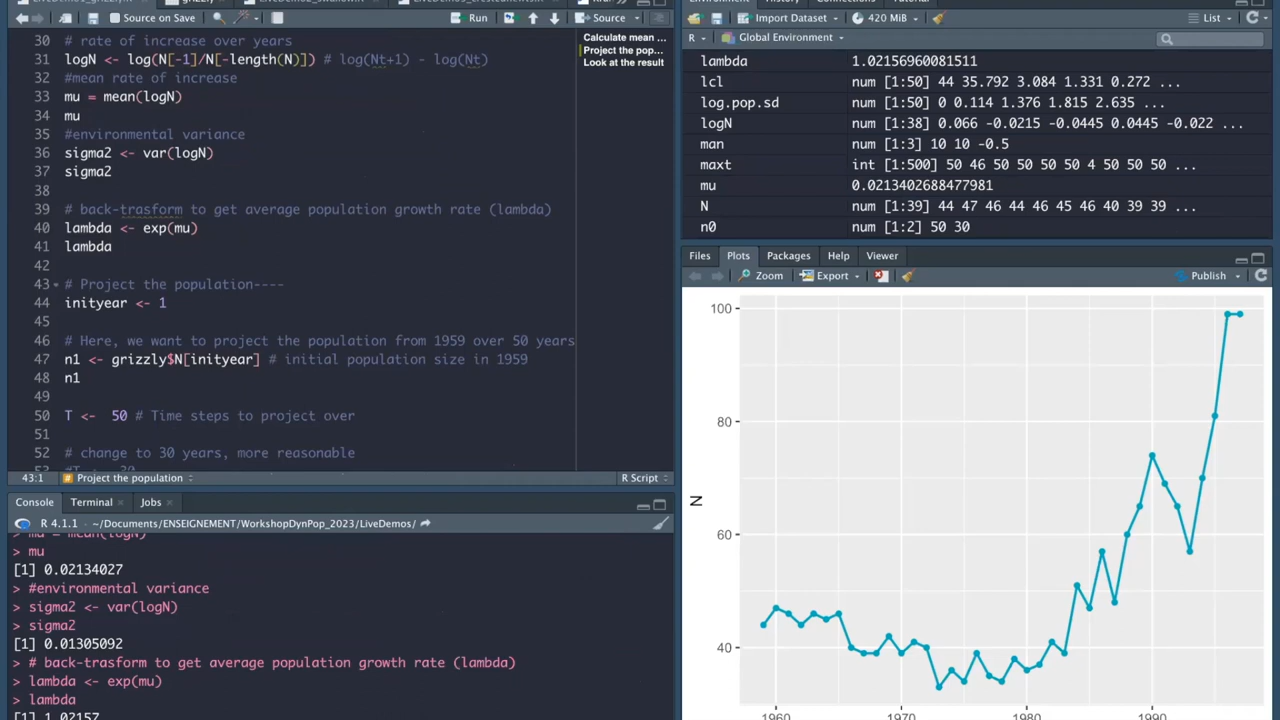 Source on Save
Run
Source
30 # rate of increase over years
31 logN <- log(N[-1]/N[-length(N)]) # log(Nt+1) - log(Nt)
32 #mean rate of increase
33 mu = mean(logN)
34 mu
35 #environmental variance
36 sigma2 <- var(logN)
37 sigma2
38
39 # back-trasform to get average population growth rate (lambda)
40 lambda <- exp(mu)
41 lambda
42
43 # Project the population----
44 inityear <- 1
45
46 # Here, we want to project the population from 1959 over 50 years
47 n1 <- grizzly$N[inityear] # initial population size in 1959
48 n1
49
50 T <- 50 # Time steps to project over
51
52 # change to 30 years, more reasonable
Calculate mean ...
Project the pop...
Look at the result
43:1 Project the population R Script
Console Terminal Jobs
R 4.1.1 · ~/Documents/ENSEIGNEMENT/WorkshopDynPop_2023/LiveDemos/
> mu = mean(logN)
> mu
[1] 0.02134027
> #environmental variance
> sigma2 <- var(logN)
> sigma2
[1] 0.01305092
> # back-trasform to get average population growth rate (lambda)
> lambda <- exp(mu)
> lambda
[1] 1.02157
Environment History Connections Tutorial
Import Dataset 420 MiB List
R Global Environment
lambda 1.02156960081511
lcl num [1:50] 44 35.792 3.084 1.331 0.272 ...
log.pop.sd num [1:50] 0 0.114 1.376 1.815 2.635 ...
logN num [1:38] 0.066 -0.0215 -0.0445 0.0445 -0.022 ...
man num [1:3] 10 10 -0.5
maxt int [1:500] 50 46 50 50 50 50 4 50 50 50 ...
mu 0.0213402688477981
N num [1:39] 44 47 46 44 46 45 46 40 39 39 ...
n0 num [1:2] 50 30
Files Plots Packages Help Viewer
Zoom Export Publish
100
80
60
40
N
1960 1970 1980 1990